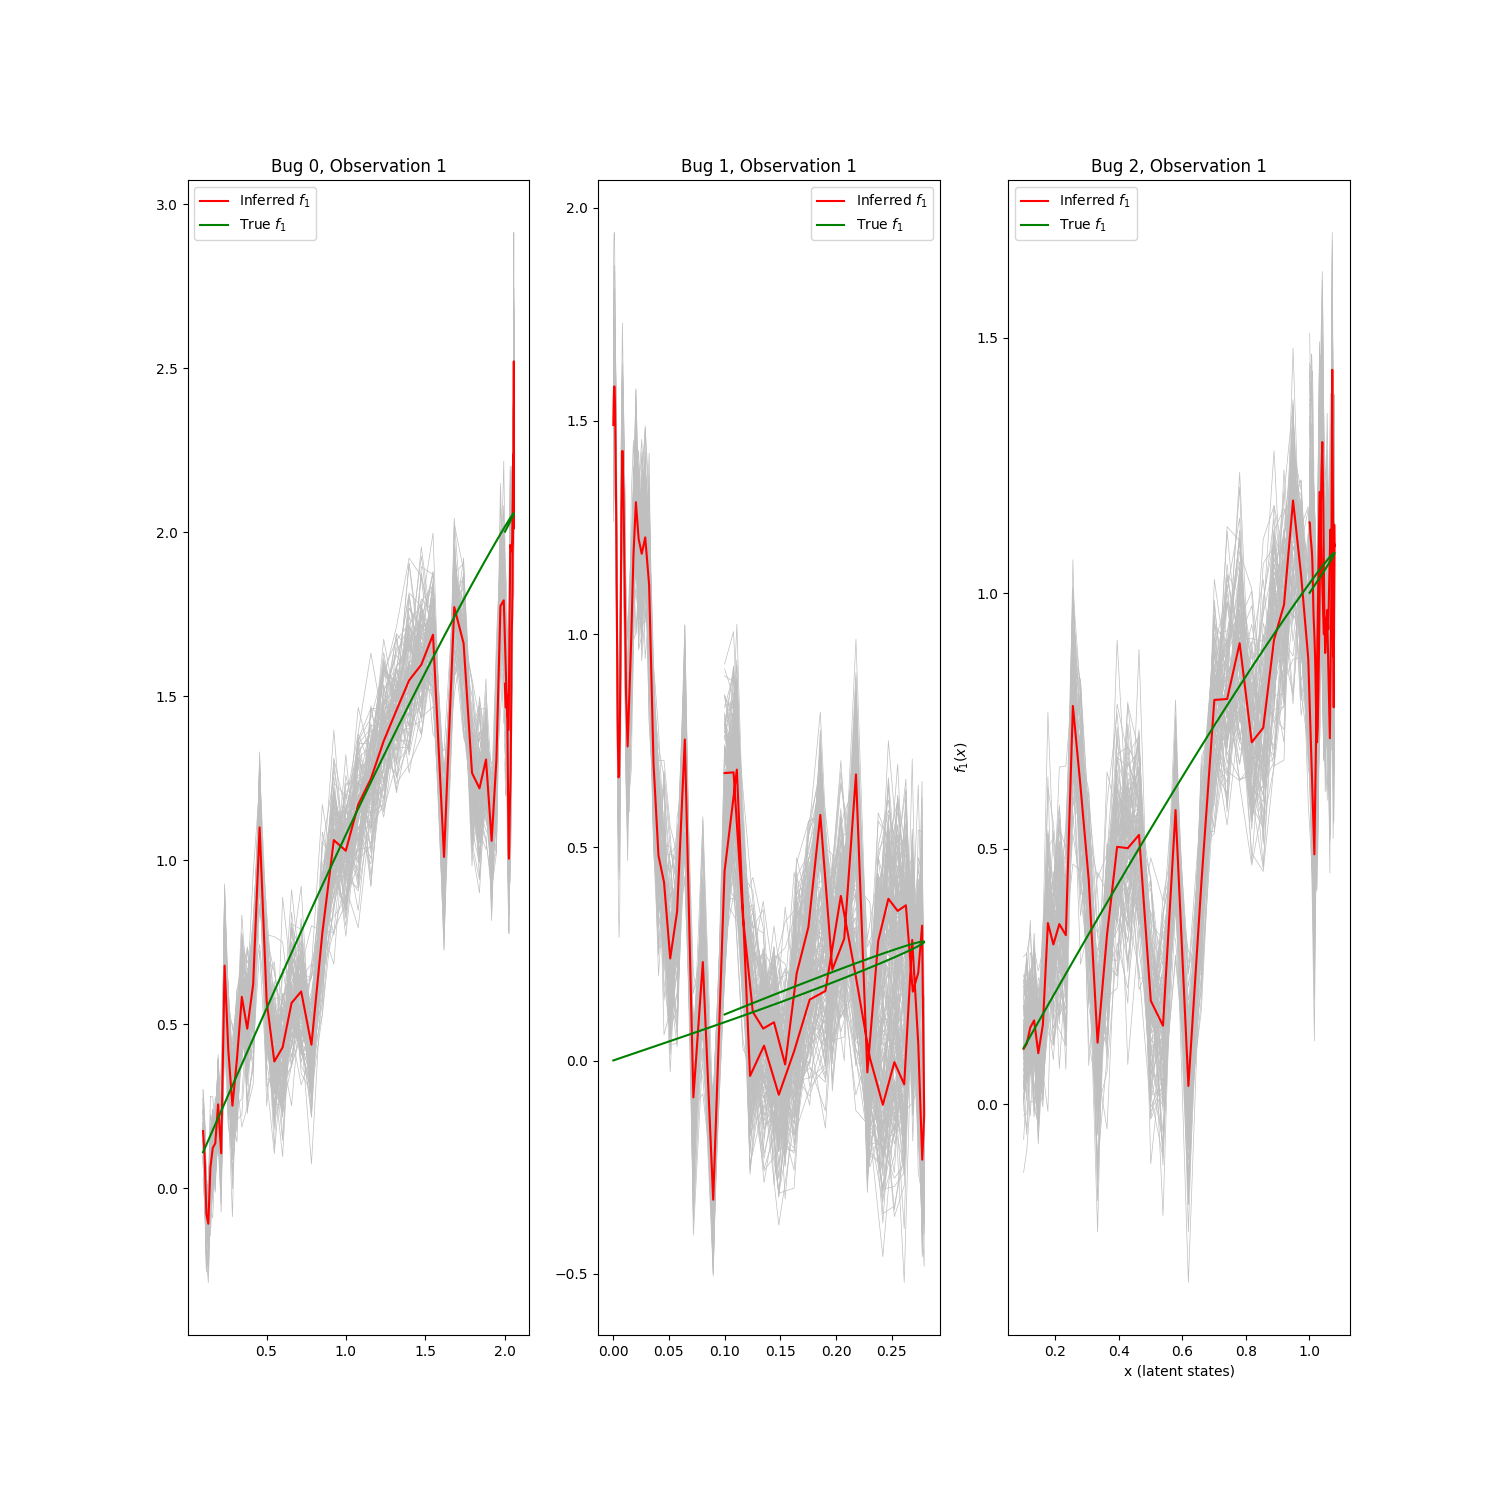 Bug 0, Observation 1
Inferred f₁
True f₁
3.0
2.5
2.0
1.5
1.0
0.5
0.0
0.5 1.0 1.5 2.0
Bug 1, Observation 1
Inferred f₁
True f₁
2.0
1.5
1.0
0.5
0.0
−0.5
0.00 0.05 0.10 0.15 0.20 0.25
Bug 2, Observation 1
Inferred f₁
True f₁
f₁(x)
1.5
1.0
0.5
0.0
0.2 0.4 0.6 0.8 1.0
x (latent states)